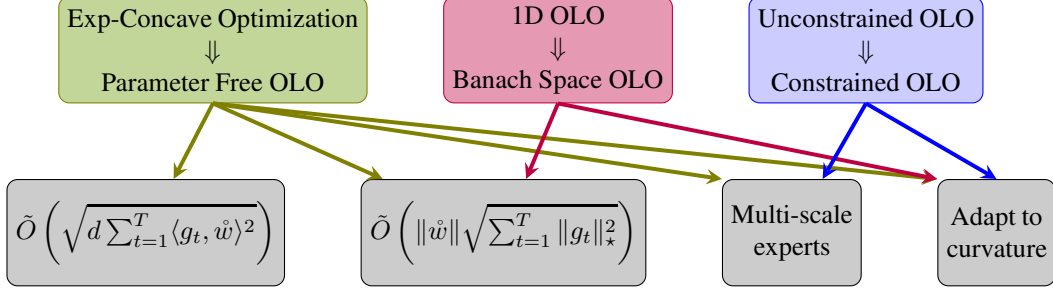 Exp-Concave Optimization
⇓
Parameter Free OLO
1D OLO
⇓
Banach Space OLO
Unconstrained OLO
⇓
Constrained OLO
Õ(√(d ∑_{t=1}^{T} ⟨g_t, ẘ⟩²))
Õ(‖ẘ‖√(∑_{t=1}^{T} ‖g_t‖_⋆²))
Multi-scale
experts
Adapt to
curvature